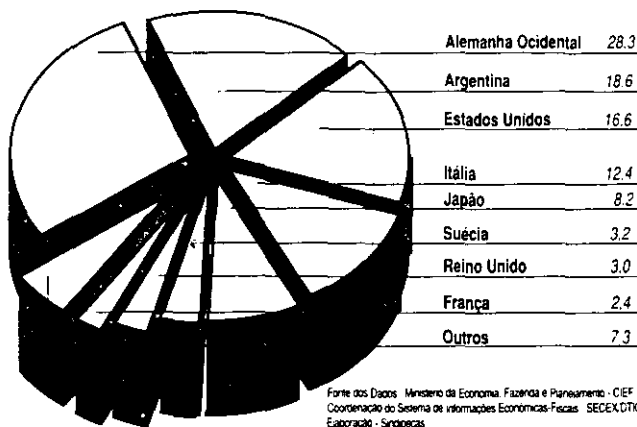 Alemanha Ocidental 28.3
Argentina 18.6
Estados Unidos 16.6
Itália 12.4
Japão 8.2
Suécia 3.2
Reino Unido 3.0
França 2.4
Outros 7.3
Fonte dos Dados Ministério da Economia, Fazenda e Planejamento - CIEF
Coordenação do Sistema de Informações Econômicas-Fiscais SECEX/DTIC
Elaboração - Sindipeças